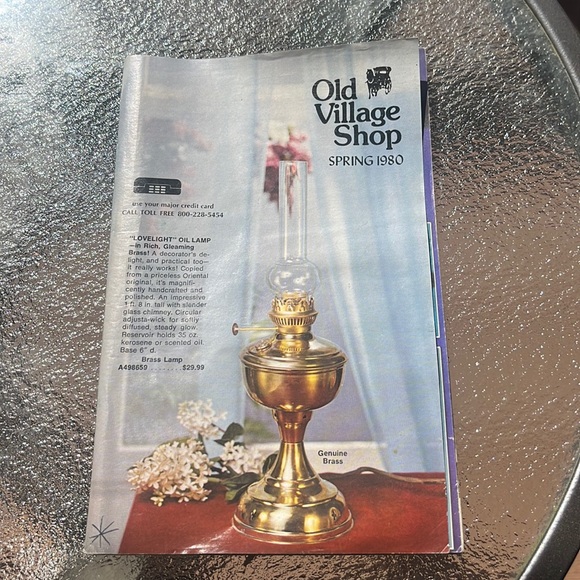 Old
Village
Shop
SPRING 1980
use your major credit card
CALL TOLL FREE 800-228-5454
"LOVELIGHT" OIL LAMP
—in Rich, Gleaming
Brass! A decorator's de-
light, and practical too—
it really works! Copied
from a priceless Oriental
original, it's magnifi-
cently handcrafted and
polished. An impressive
1 ft. 8 in. tall with slender
glass chimney. Circular
adjusta-wick for softly
diffused, steady glow.
Reservoir holds 35 oz.
kerosene or scented oil.
Base 6" d.
Brass Lamp
A498659 ........$29.99
Genuine
Brass